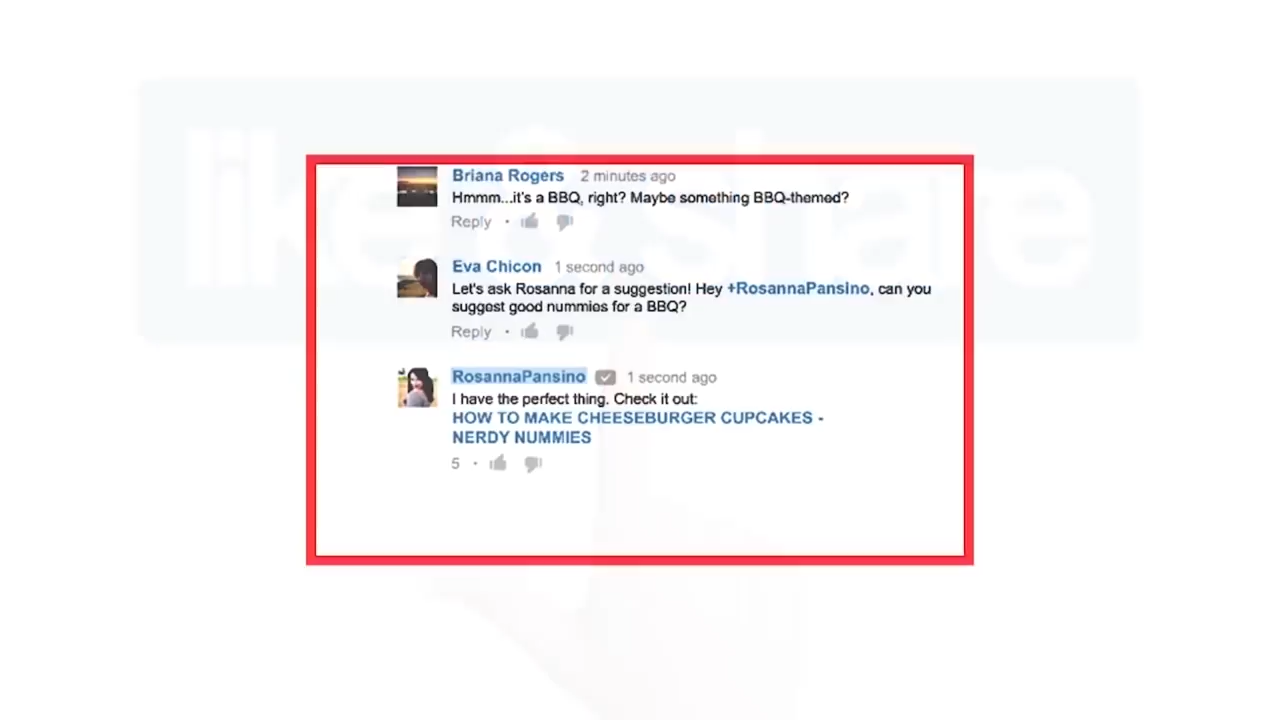 like & share
Briana Rogers 2 minutes ago
Hmmm...it's a BBQ, right? Maybe something BBQ-themed?
Reply •
Eva Chicon 1 second ago
Let's ask Rosanna for a suggestion! Hey +RosannaPansino, can you
suggest good nummies for a BBQ?
Reply •
RosannaPansino 1 second ago
I have the perfect thing. Check it out:
HOW TO MAKE CHEESEBURGER CUPCAKES -
NERDY NUMMIES
5 •